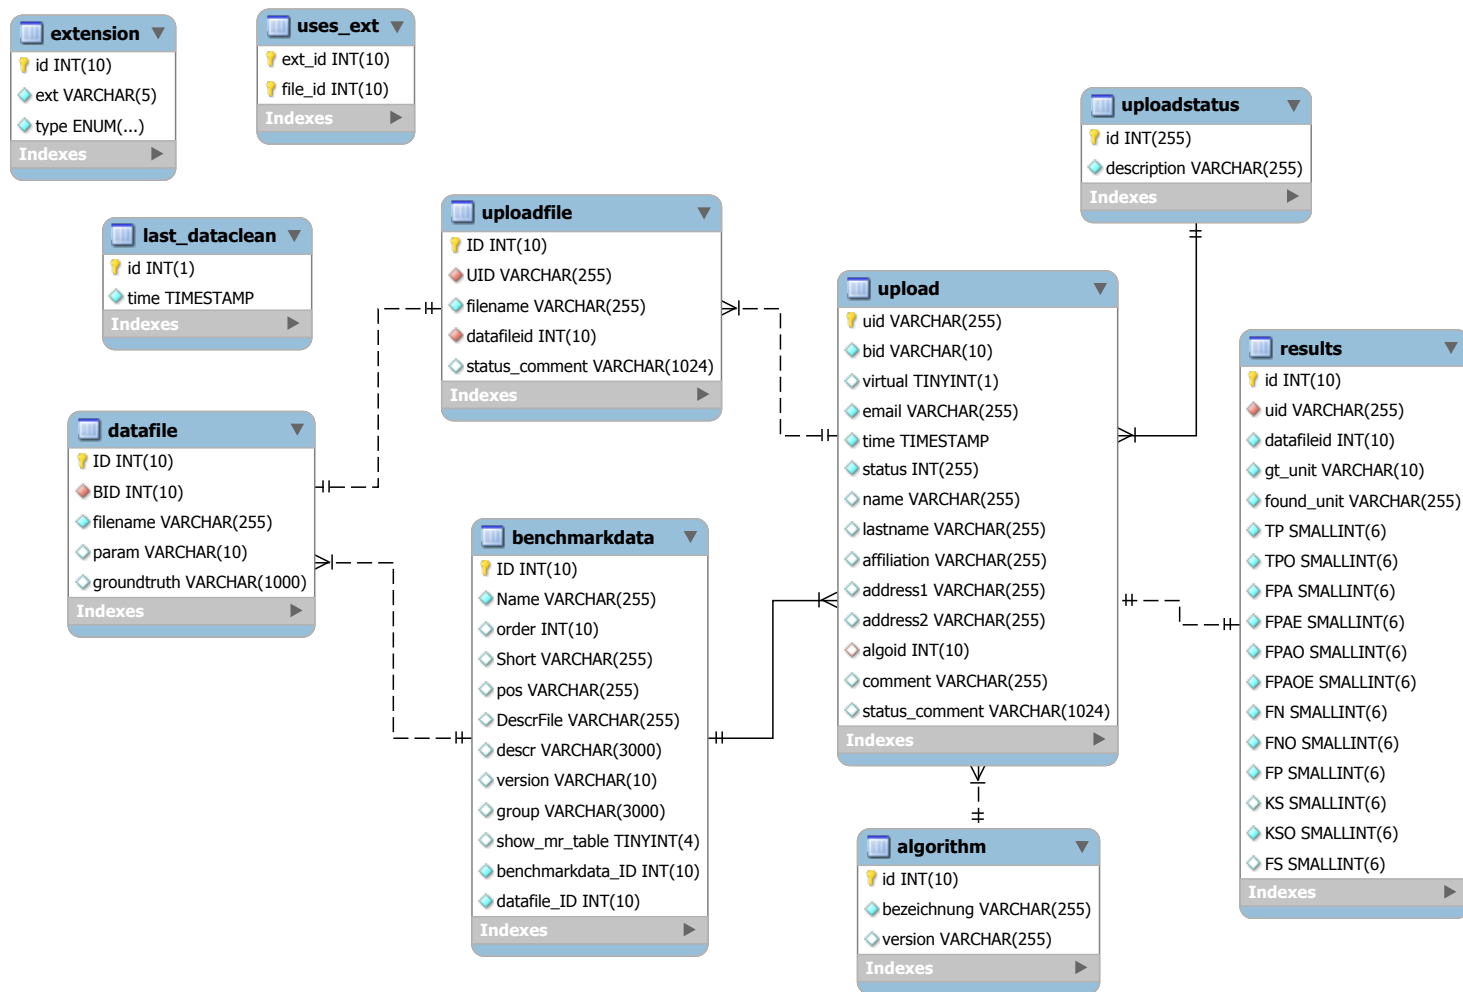 extension
id INT(10)
ext VARCHAR(5)
type ENUM(...)
Indexes
uses_ext
ext_id INT(10)
file_id INT(10)
Indexes
uploadstatus
id INT(255)
description VARCHAR(255)
Indexes
last_dataclean
id INT(1)
time TIMESTAMP
Indexes
uploadfile
ID INT(10)
UID VARCHAR(255)
filename VARCHAR(255)
datafileid INT(10)
status_comment VARCHAR(1024)
Indexes
upload
uid VARCHAR(255)
bid VARCHAR(10)
virtual TINYINT(1)
email VARCHAR(255)
time TIMESTAMP
status INT(255)
name VARCHAR(255)
lastname VARCHAR(255)
affiliation VARCHAR(255)
address1 VARCHAR(255)
address2 VARCHAR(255)
algoid INT(10)
comment VARCHAR(255)
status_comment VARCHAR(1024)
Indexes
results
id INT(10)
uid VARCHAR(255)
datafileid INT(10)
gt_unit VARCHAR(10)
found_unit VARCHAR(255)
TP SMALLINT(6)
TPO SMALLINT(6)
FPA SMALLINT(6)
FPAE SMALLINT(6)
FPAO SMALLINT(6)
FPAOE SMALLINT(6)
FN SMALLINT(6)
FNO SMALLINT(6)
FP SMALLINT(6)
KS SMALLINT(6)
KSO SMALLINT(6)
FS SMALLINT(6)
Indexes
datafile
ID INT(10)
BID INT(10)
filename VARCHAR(255)
param VARCHAR(10)
groundtruth VARCHAR(1000)
Indexes
benchmarkdata
ID INT(10)
Name VARCHAR(255)
order INT(10)
Short VARCHAR(255)
pos VARCHAR(255)
DescrFile VARCHAR(255)
descr VARCHAR(3000)
version VARCHAR(10)
group VARCHAR(3000)
show_mr_table TINYINT(4)
benchmarkdata_ID INT(10)
datafile_ID INT(10)
Indexes
algorithm
id INT(10)
bezeichnung VARCHAR(255)
version VARCHAR(255)
Indexes